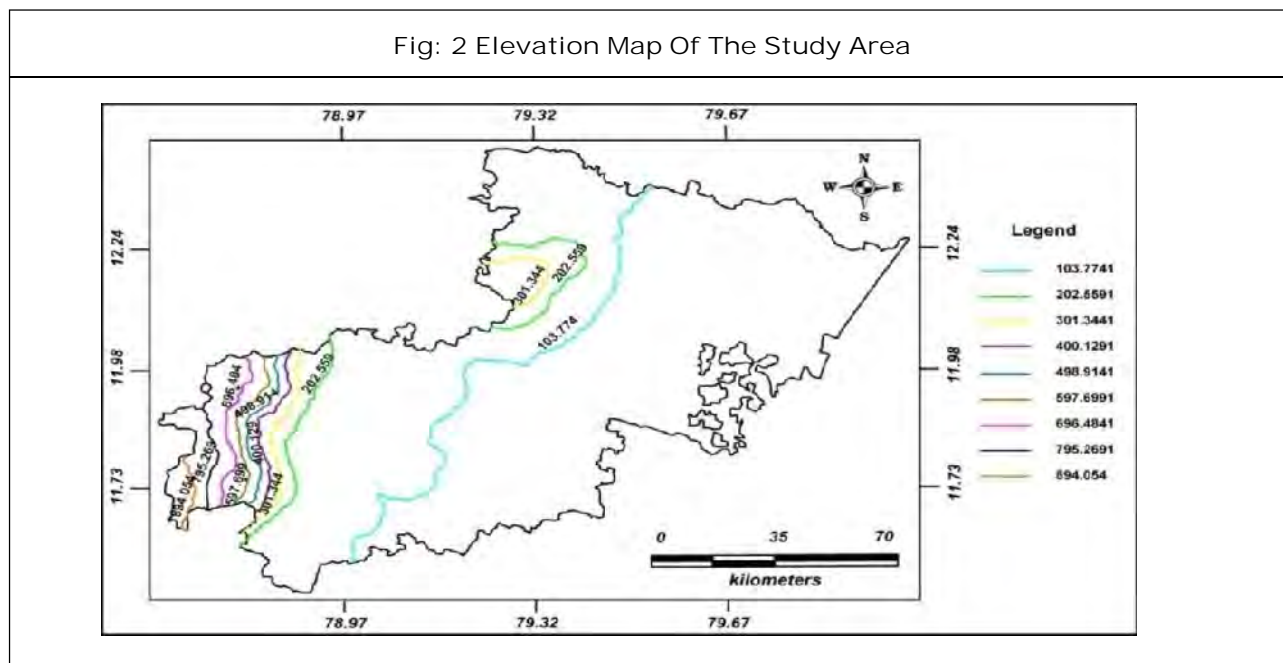 Fig: 2 Elevation Map Of The Study Area
78.97 79.32 79.67
N
W E
S
12.24 12.24
11.98 11.98
11.73 11.73
301.344
202.559
103.774
202.559
696.484
498.914
400.129
795.269
597.699
301.344
894.054
Legend
103.7741
202.5591
301.3441
400.1291
498.9141
597.6991
696.4841
795.2691
894.054
0 35 70
kilometers
78.97 79.32 79.67